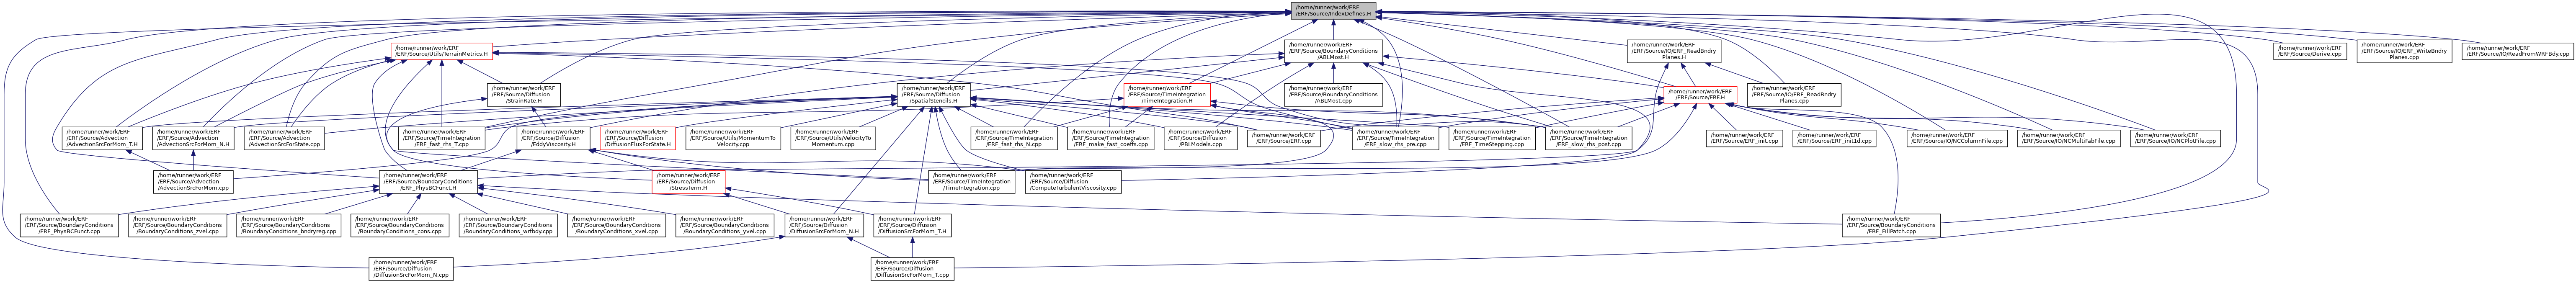 /home/runner/work/ERF
/ERF/Source/IndexDefines.H
/home/runner/work/ERF
/ERF/Source/Utils/TerrainMetrics.H
/home/runner/work/ERF
/ERF/Source/BoundaryConditions
/ABLMost.H
/home/runner/work/ERF
/ERF/Source/IO/ERF_ReadBndry
Planes.H
/home/runner/work/ERF
/ERF/Source/Derive.cpp
/home/runner/work/ERF
/ERF/Source/IO/ERF_WriteBndry
Planes.cpp
/home/runner/work/ERF
/ERF/Source/IO/ReadFromWRFBdy.cpp
/home/runner/work/ERF
/ERF/Source/Diffusion
/StrainRate.H
/home/runner/work/ERF
/ERF/Source/Diffusion
/SpatialStencils.H
/home/runner/work/ERF
/ERF/Source/TimeIntegration
/TimeIntegration.H
/home/runner/work/ERF
/ERF/Source/BoundaryConditions
/ABLMost.cpp
/home/runner/work/ERF
/ERF/Source/ERF.H
/home/runner/work/ERF
/ERF/Source/IO/ERF_ReadBndry
Planes.cpp
/home/runner/work/ERF
/ERF/Source/Advection
/AdvectionSrcForMom_T.H
/home/runner/work/ERF
/ERF/Source/Advection
/AdvectionSrcForMom_N.H
/home/runner/work/ERF
/ERF/Source/Advection
/AdvectionSrcForState.cpp
/home/runner/work/ERF
/ERF/Source/TimeIntegration
/ERF_fast_rhs_T.cpp
/home/runner/work/ERF
/ERF/Source/Diffusion
/EddyViscosity.H
/home/runner/work/ERF
/ERF/Source/Diffusion
/DiffusionFluxForState.H
/home/runner/work/ERF
/ERF/Source/Utils/MomentumTo
Velocity.cpp
/home/runner/work/ERF
/ERF/Source/Utils/VelocityTo
Momentum.cpp
/home/runner/work/ERF
/ERF/Source/TimeIntegration
/ERF_fast_rhs_N.cpp
/home/runner/work/ERF
/ERF/Source/TimeIntegration
/ERF_make_fast_coeffs.cpp
/home/runner/work/ERF
/ERF/Source/Diffusion
/PBLModels.cpp
/home/runner/work/ERF
/ERF/Source/ERF.cpp
/home/runner/work/ERF
/ERF/Source/TimeIntegration
/ERF_slow_rhs_pre.cpp
/home/runner/work/ERF
/ERF/Source/TimeIntegration
/ERF_TimeStepping.cpp
/home/runner/work/ERF
/ERF/Source/TimeIntegration
/ERF_slow_rhs_post.cpp
/home/runner/work/ERF
/ERF/Source/ERF_init.cpp
/home/runner/work/ERF
/ERF/Source/ERF_init1d.cpp
/home/runner/work/ERF
/ERF/Source/IO/NCColumnFile.cpp
/home/runner/work/ERF
/ERF/Source/IO/NCMultiFabFile.cpp
/home/runner/work/ERF
/ERF/Source/IO/NCPlotFile.cpp
/home/runner/work/ERF
/ERF/Source/Advection
/AdvectionSrcForMom.cpp
/home/runner/work/ERF
/ERF/Source/BoundaryConditions
/ERF_PhysBCFunct.H
/home/runner/work/ERF
/ERF/Source/Diffusion
/StressTerm.H
/home/runner/work/ERF
/ERF/Source/TimeIntegration
/TimeIntegration.cpp
/home/runner/work/ERF
/ERF/Source/Diffusion
/ComputeTurbulentViscosity.cpp
/home/runner/work/ERF
/ERF/Source/BoundaryConditions
/ERF_PhysBCFunct.cpp
/home/runner/work/ERF
/ERF/Source/BoundaryConditions
/BoundaryConditions_zvel.cpp
/home/runner/work/ERF
/ERF/Source/BoundaryConditions
/BoundaryConditions_bndryreg.cpp
/home/runner/work/ERF
/ERF/Source/BoundaryConditions
/BoundaryConditions_cons.cpp
/home/runner/work/ERF
/ERF/Source/BoundaryConditions
/BoundaryConditions_wrfbdy.cpp
/home/runner/work/ERF
/ERF/Source/BoundaryConditions
/BoundaryConditions_xvel.cpp
/home/runner/work/ERF
/ERF/Source/BoundaryConditions
/BoundaryConditions_yvel.cpp
/home/runner/work/ERF
/ERF/Source/Diffusion
/DiffusionSrcForMom_N.H
/home/runner/work/ERF
/ERF/Source/Diffusion
/DiffusionSrcForMom_T.H
/home/runner/work/ERF
/ERF/Source/BoundaryConditions
/ERF_FillPatch.cpp
/home/runner/work/ERF
/ERF/Source/Diffusion
/DiffusionSrcForMom_N.cpp
/home/runner/work/ERF
/ERF/Source/Diffusion
/DiffusionSrcForMom_T.cpp